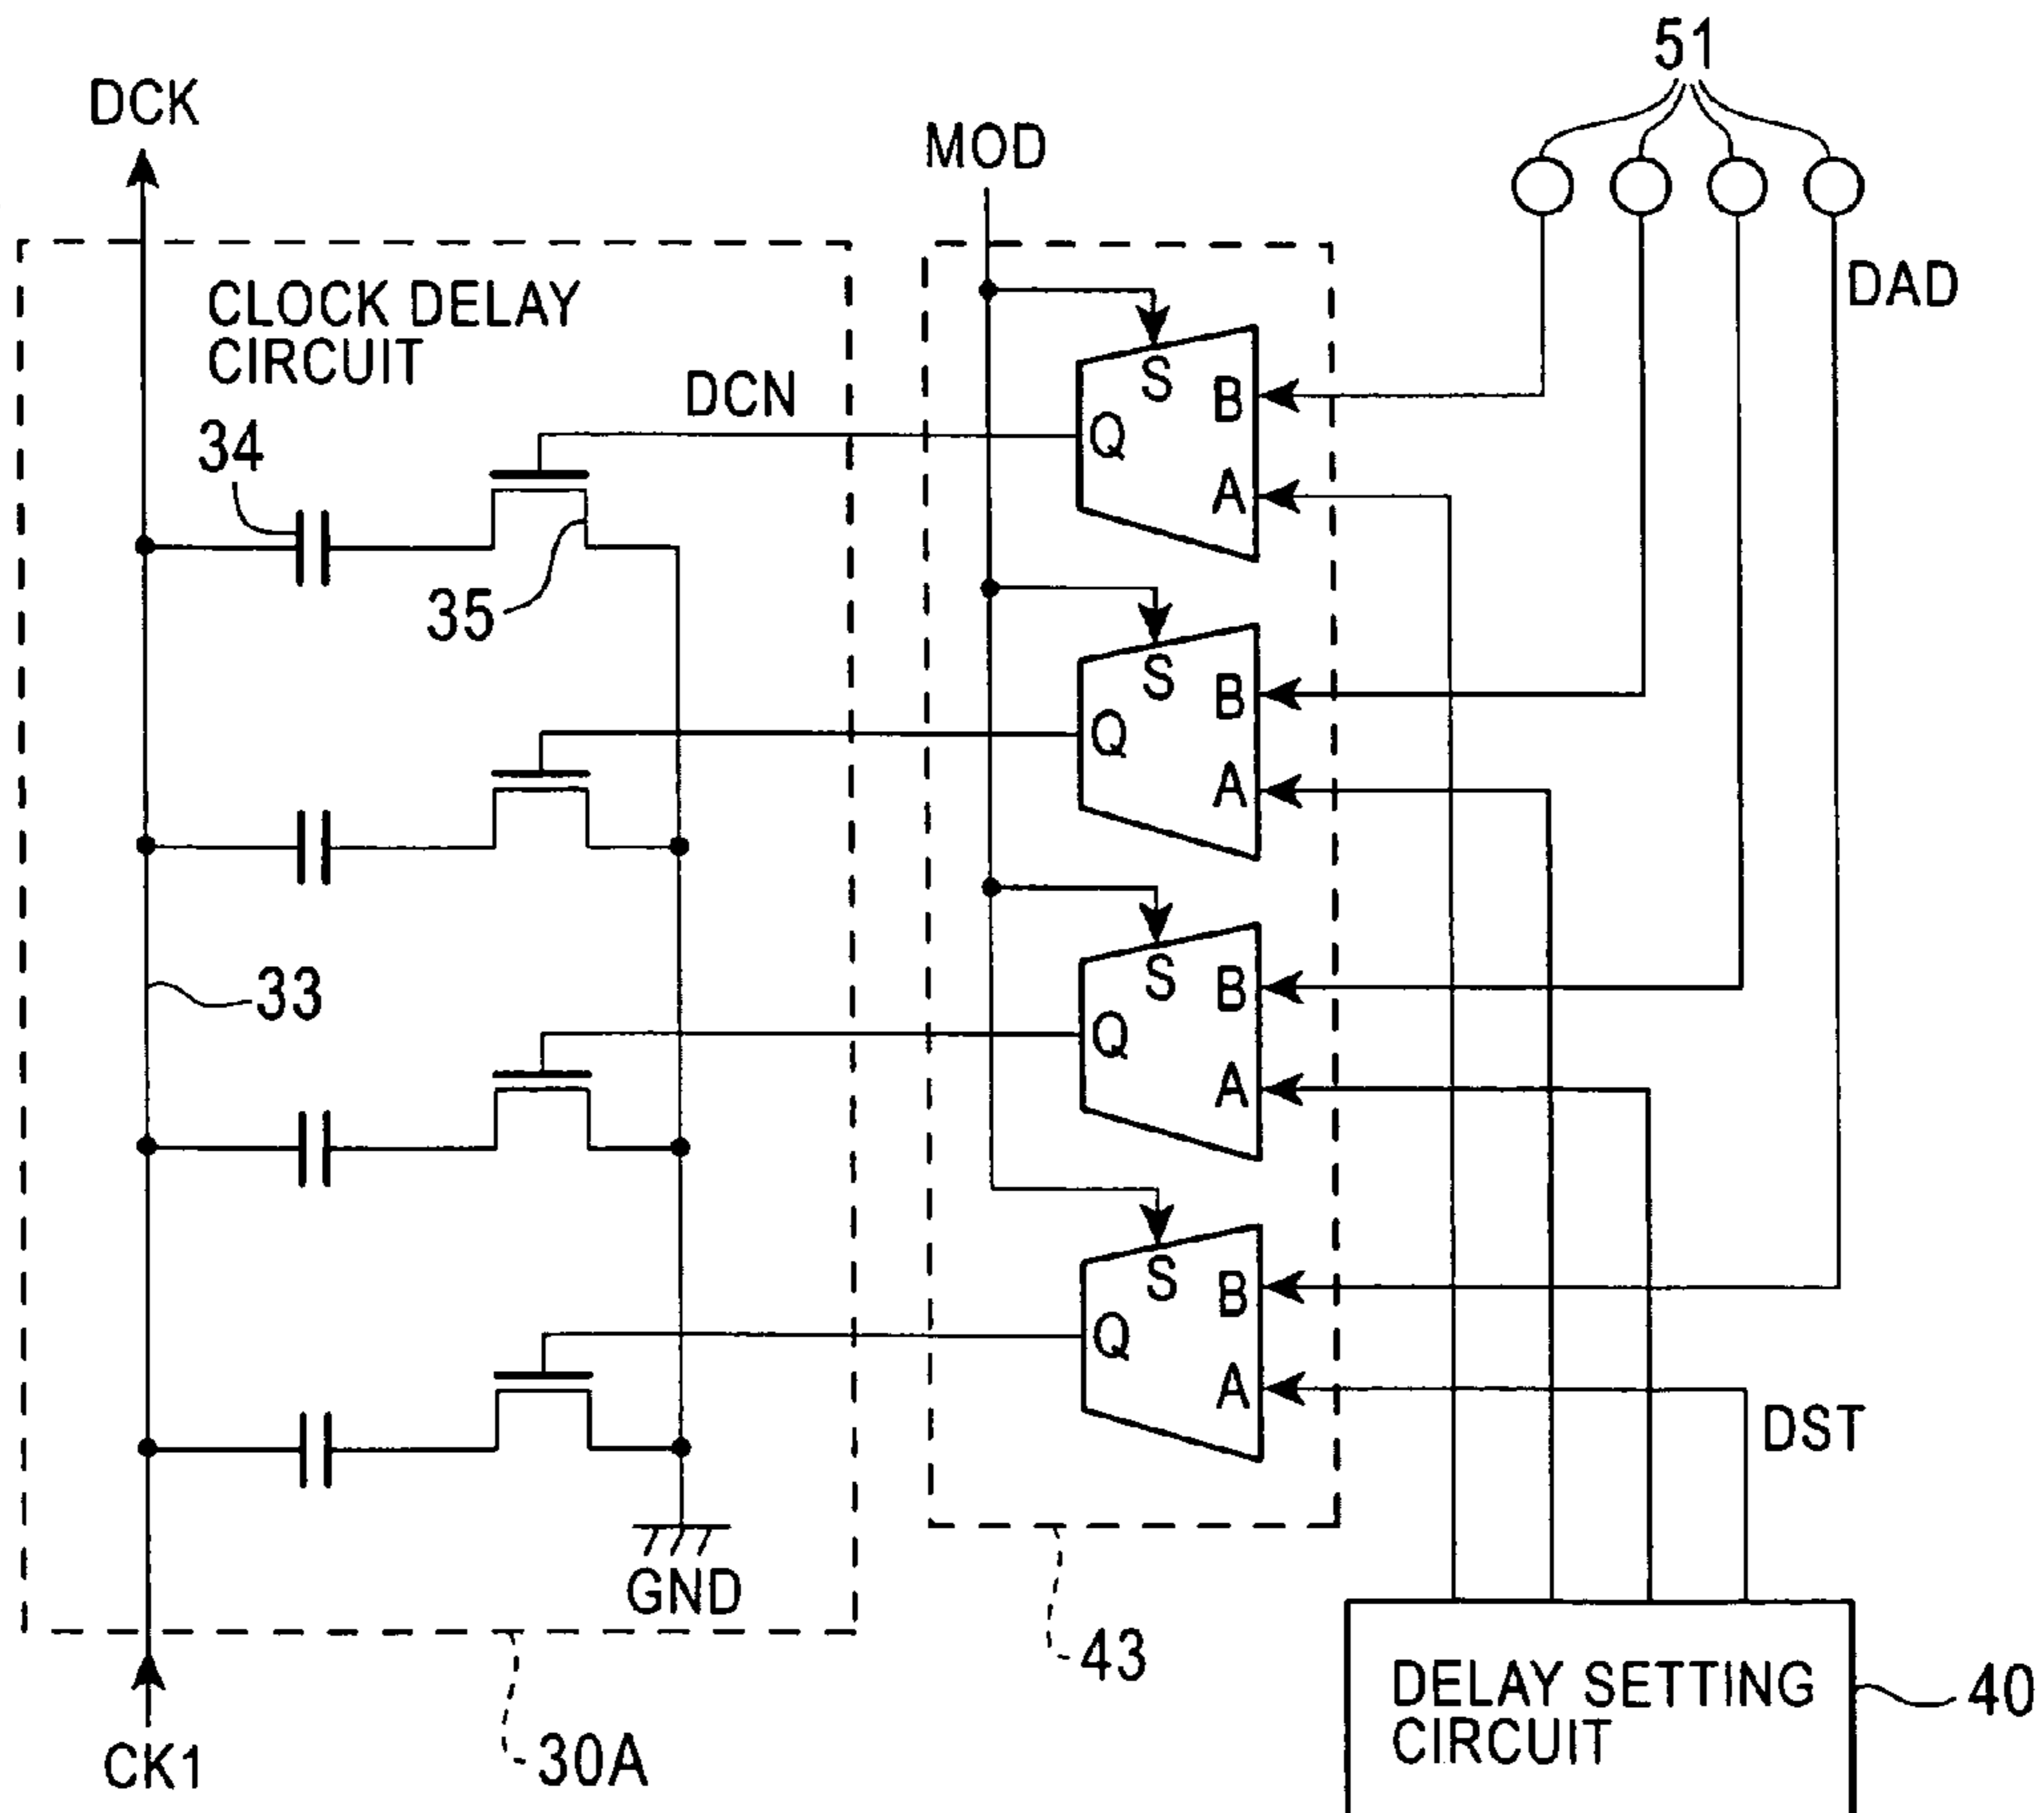 51
DCK
MOD
DAD
CLOCK DELAY
CIRCUIT
DCN
S
B
Q
A
34
35
S
B
Q
A
33
S
B
Q
A
S
B
Q
A
DST
GND
43
DELAY SETTING
CIRCUIT
40
30A
CK1